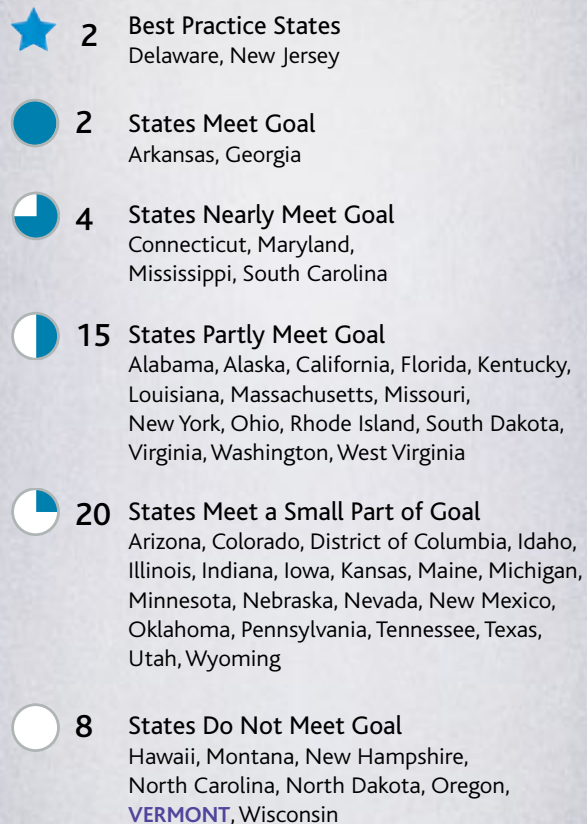 2 Best Practice States
Delaware, New Jersey
2 States Meet Goal
Arkansas, Georgia
4 States Nearly Meet Goal
Connecticut, Maryland,
Mississippi, South Carolina
15 States Partly Meet Goal
Alabama, Alaska, California, Florida, Kentucky,
Louisiana, Massachusetts, Missouri,
New York, Ohio, Rhode Island, South Dakota,
Virginia, Washington, West Virginia
20 States Meet a Small Part of Goal
Arizona, Colorado, District of Columbia, Idaho,
Illinois, Indiana, Iowa, Kansas, Maine, Michigan,
Minnesota, Nebraska, Nevada, New Mexico,
Oklahoma, Pennsylvania, Tennessee, Texas,
Utah, Wyoming
8 States Do Not Meet Goal
Hawaii, Montana, New Hampshire,
North Carolina, North Dakota, Oregon,
VERMONT, Wisconsin